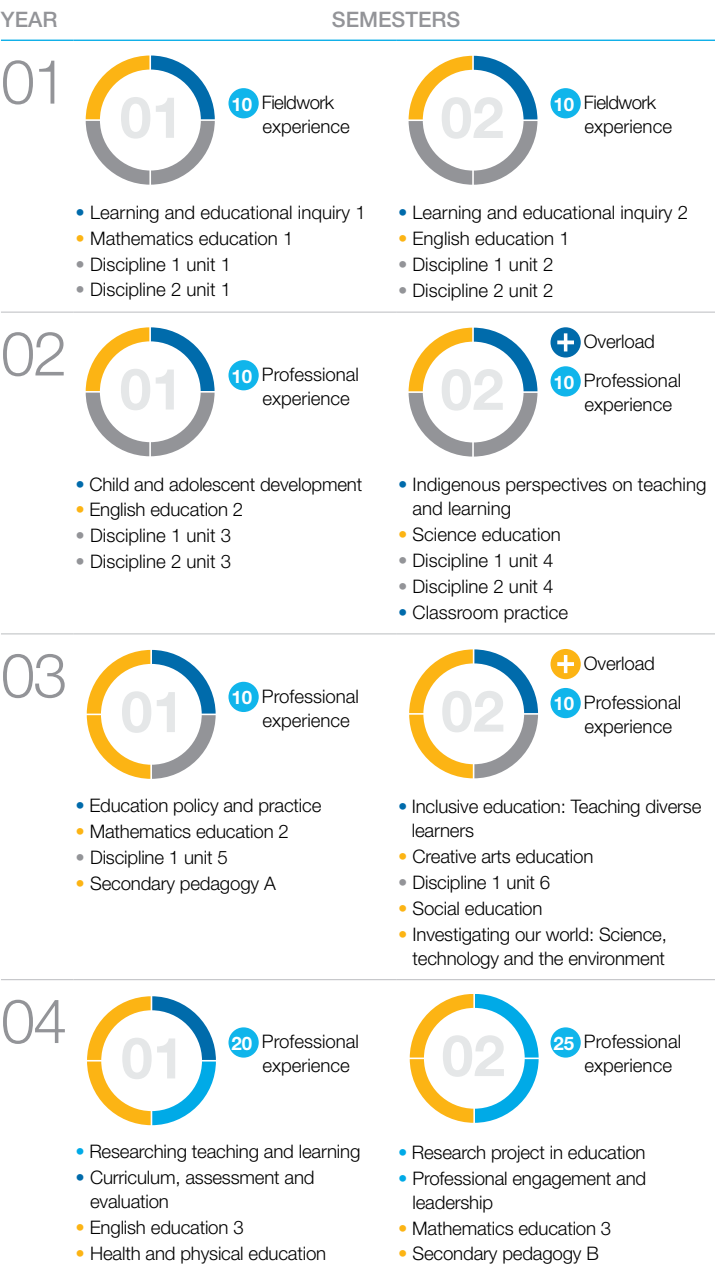 YEAR SEMESTERS
01
01
10 Fieldwork
experience
• Learning and educational inquiry 1
• Mathematics education 1
• Discipline 1 unit 1
• Discipline 2 unit 1
02
10 Fieldwork
experience
• Learning and educational inquiry 2
• English education 1
• Discipline 1 unit 2
• Discipline 2 unit 2
02
01
10 Professional
experience
• Child and adolescent development
• English education 2
• Discipline 1 unit 3
• Discipline 2 unit 3
02
+ Overload
10 Professional
experience
• Indigenous perspectives on teaching
and learning
• Science education
• Discipline 1 unit 4
• Discipline 2 unit 4
• Classroom practice
03
01
10 Professional
experience
• Education policy and practice
• Mathematics education 2
• Discipline 1 unit 5
• Secondary pedagogy A
02
+ Overload
10 Professional
experience
• Inclusive education: Teaching diverse
learners
• Creative arts education
• Discipline 1 unit 6
• Social education
• Investigating our world: Science,
technology and the environment
04
01
20 Professional
experience
• Researching teaching and learning
• Curriculum, assessment and
evaluation
• English education 3
• Health and physical education
02
25 Professional
experience
• Research project in education
• Professional engagement and
leadership
• Mathematics education 3
• Secondary pedagogy B